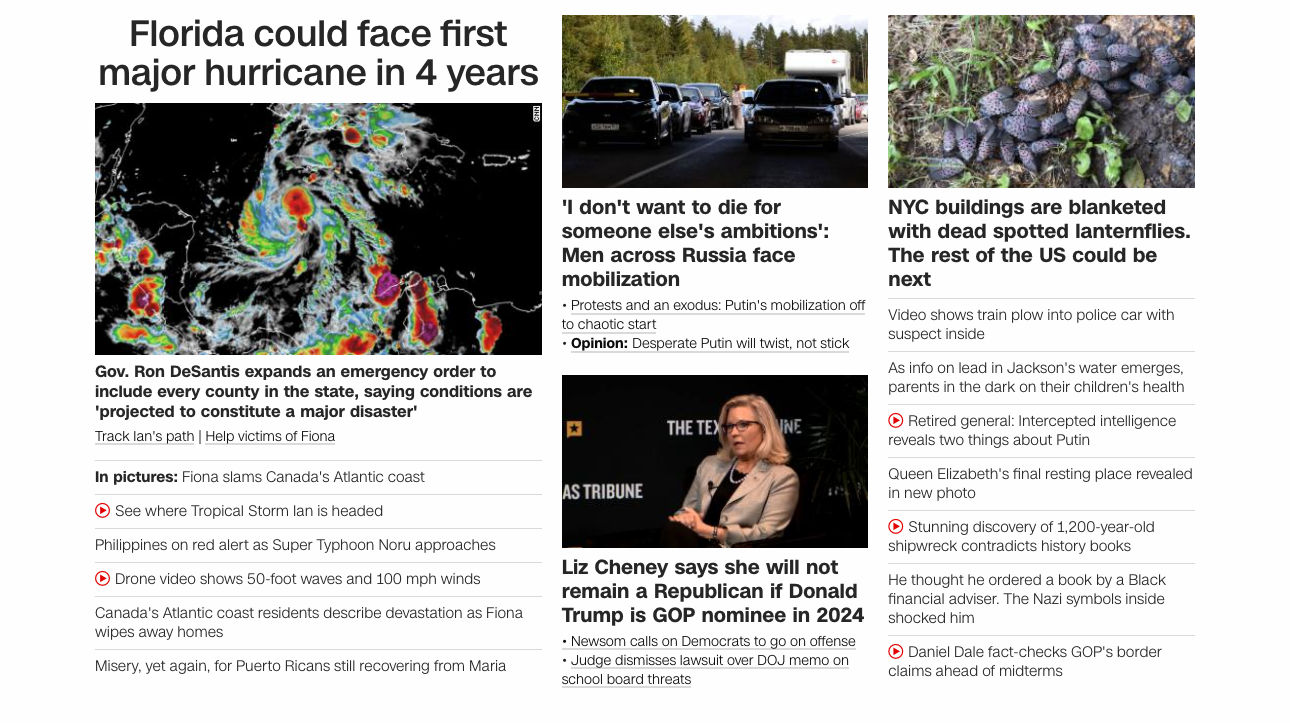 Florida could face first
major hurricane in 4 years
CNN
Gov. Ron DeSantis expands an emergency order to
include every county in the state, saying conditions are
'projected to constitute a major disaster'
Track Ian's path | Help victims of Fiona
In pictures: Fiona slams Canada's Atlantic coast
See where Tropical Storm Ian is headed
Philippines on red alert as Super Typhoon Noru approaches
Drone video shows 50-foot waves and 100 mph winds
Canada's Atlantic coast residents describe devastation as Fiona
wipes away homes
Misery, yet again, for Puerto Ricans still recovering from Maria
'I don't want to die for
someone else's ambitions':
Men across Russia face
mobilization
• Protests and an exodus: Putin's mobilization off
to chaotic start
• Opinion: Desperate Putin will twist, not stick
THE TEX
NE
AS TRIBUNE
Liz Cheney says she will not
remain a Republican if Donald
Trump is GOP nominee in 2024
• Newsom calls on Democrats to go on offense
• Judge dismisses lawsuit over DOJ memo on
school board threats
NYC buildings are blanketed
with dead spotted lanternflies.
The rest of the US could be
next
Video shows train plow into police car with
suspect inside
As info on lead in Jackson's water emerges,
parents in the dark on their children's health
Retired general: Intercepted intelligence
reveals two things about Putin
Queen Elizabeth's final resting place revealed
in new photo
Stunning discovery of 1,200-year-old
shipwreck contradicts history books
He thought he ordered a book by a Black
financial adviser. The Nazi symbols inside
shocked him
Daniel Dale fact-checks GOP's border
claims ahead of midterms